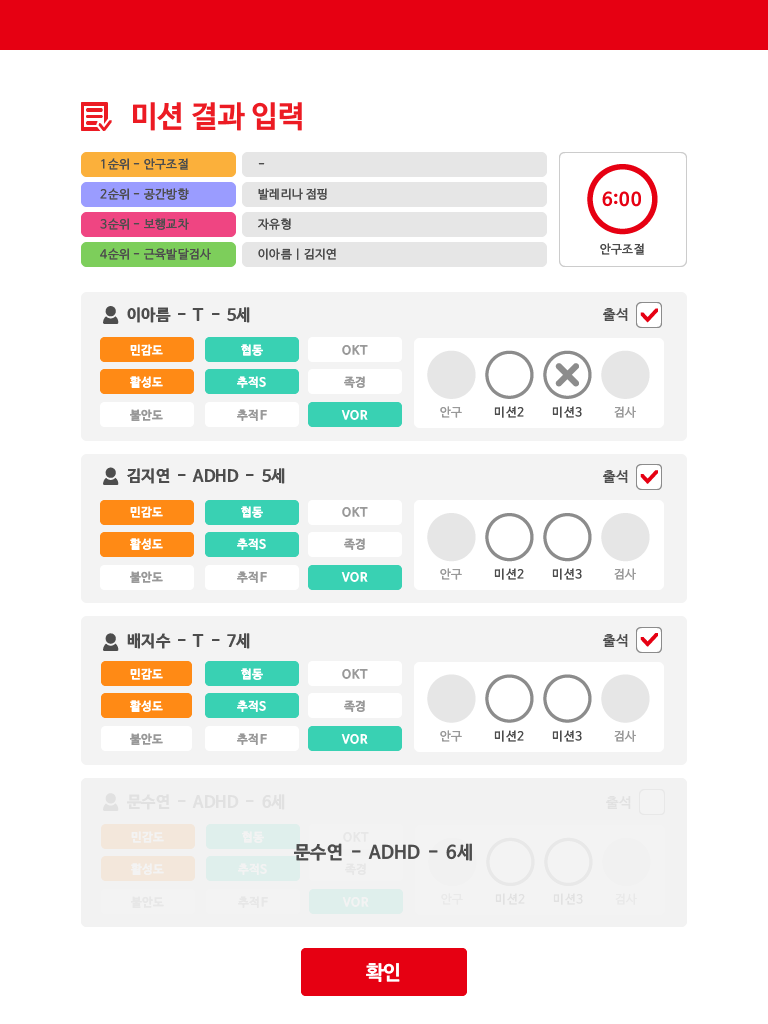 미션 결과 입력
1순위 - 안구조절
-
2순위 - 공간방향
발레리나 점핑
3순위 - 보행교차
자유형
4순위 - 근육발달검사
이아름 | 김지연
6:00
안구조절
이아름 - T - 5세
출석
민감도 협동 OKT
활성도 추적S 족경
불안도 추적F VOR
안구 미션2 미션3 검사
김지연 - ADHD - 5세
출석
민감도 협동 OKT
활성도 추적S 족경
불안도 추적F VOR
안구 미션2 미션3 검사
배지수 - T - 7세
출석
민감도 협동 OKT
활성도 추적S 족경
불안도 추적F VOR
안구 미션2 미션3 검사
문수연 - ADHD - 6세
출석
민감도 협동 OKT
문수연 - ADHD - 6세
활성도 추적S 족경
불안도 추적F VOR
안구 미션2 미션3 검사
확인